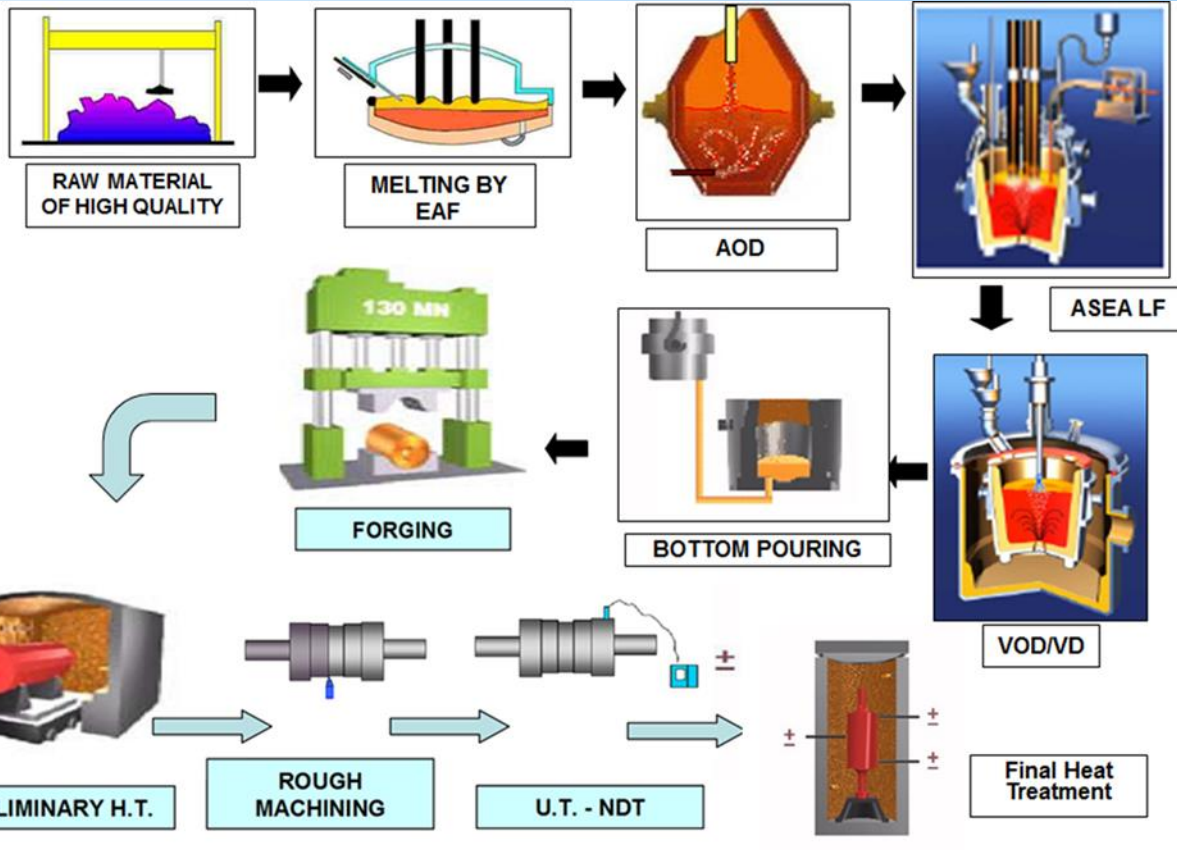 RAW MATERIAL
OF HIGH QUALITY
MELTING BY
EAF
AOD
ASEA LF
130 MN
FORGING
BOTTOM POURING
VOD/VD
LIMINARY H.T.
ROUGH
MACHINING
U.T. - NDT
±
±
±
±
Final Heat
Treatment